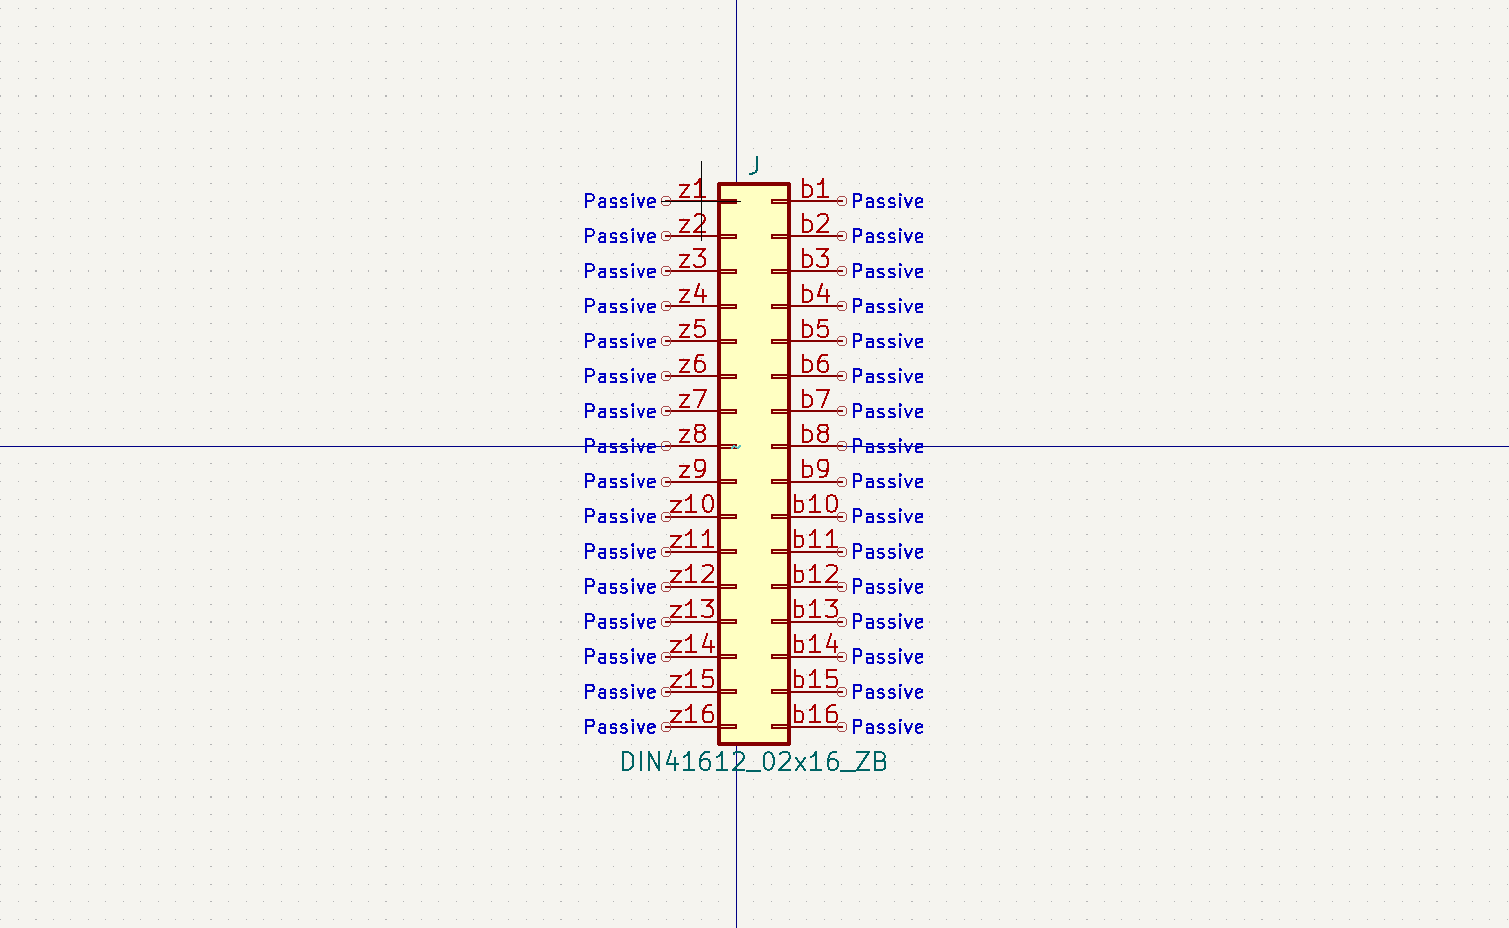 J
Passive z1 b1 Passive
Passive z2 b2 Passive
Passive z3 b3 Passive
Passive z4 b4 Passive
Passive z5 b5 Passive
Passive z6 b6 Passive
Passive z7 b7 Passive
Passive z8 b8 Passive
Passive z9 b9 Passive
Passive z10 b10 Passive
Passive z11 b11 Passive
Passive z12 b12 Passive
Passive z13 b13 Passive
Passive z14 b14 Passive
Passive z15 b15 Passive
Passive z16 b16 Passive
DIN41612_02x16_ZB